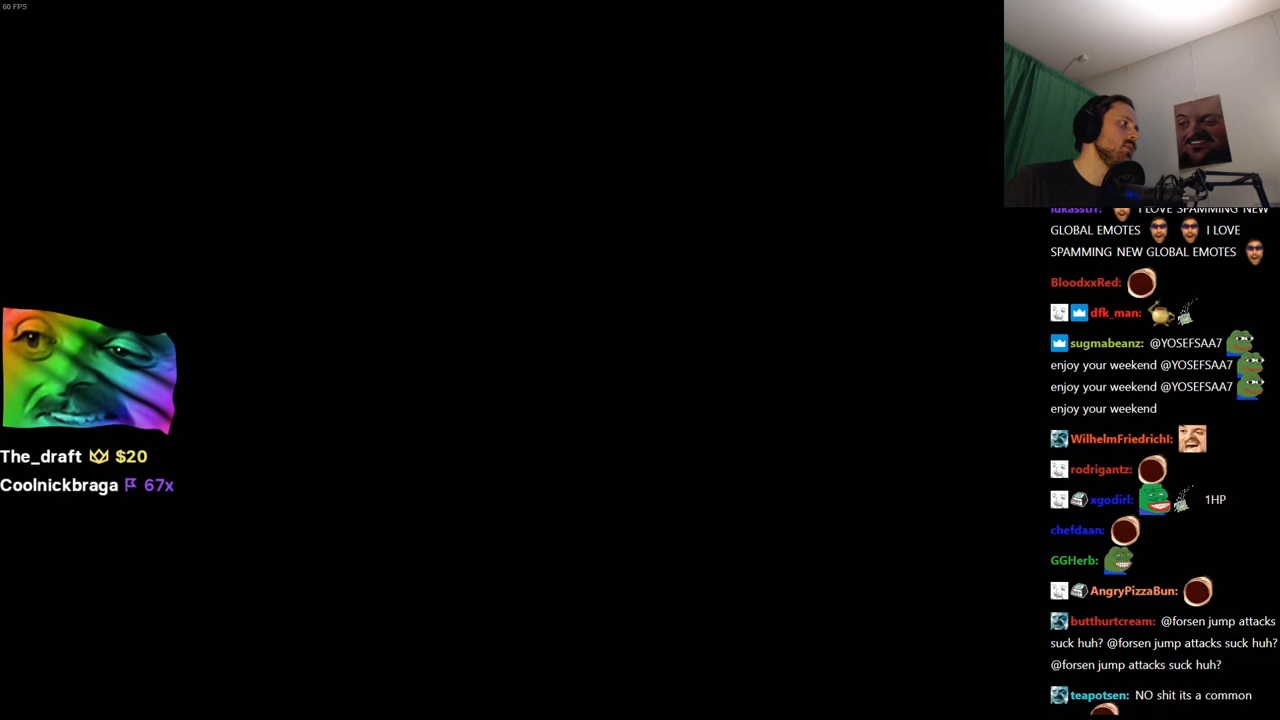 60 FPS
lukasstr: I LOVE SPAMMING NEW
GLOBAL EMOTES I LOVE
SPAMMING NEW GLOBAL EMOTES
BloodxxRed:
dfk_man:
sugmabeanz: @YOSEFSAA7
enjoy your weekend @YOSEFSAA7
enjoy your weekend @YOSEFSAA7
enjoy your weekend
WilhelmFriedrichI:
rodrigantz:
xgodirl: 1HP
chefdaan:
GGHerb:
AngryPizzaBun:
butthurtcream: @forsen jump attacks
suck huh? @forsen jump attacks suck huh?
@forsen jump attacks suck huh?
teapotsen: NO shit its a common
The_draft $20
Coolnickbraga 67x